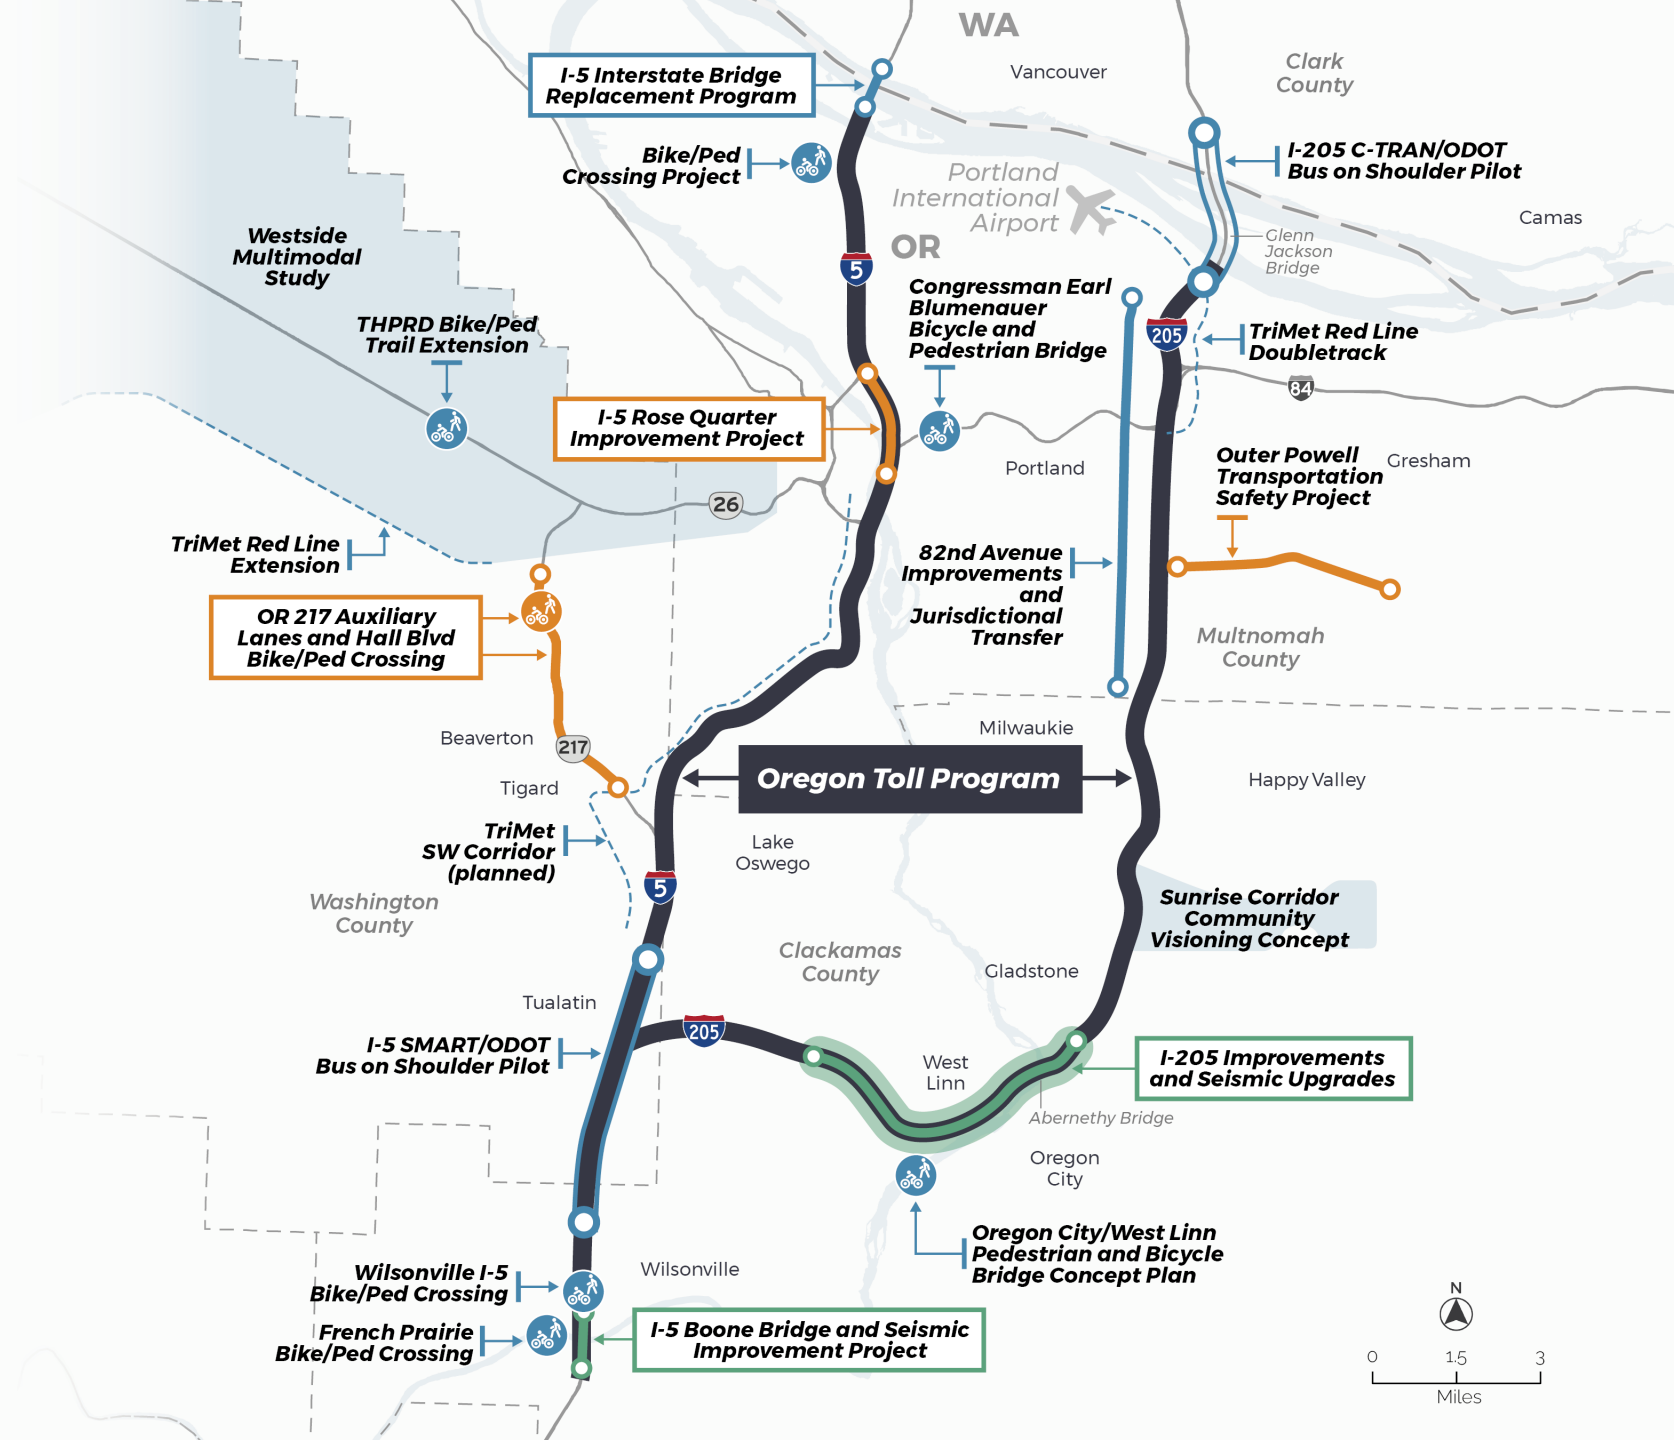 WA
Vancouver
Clark
County
I-5 Interstate Bridge
Replacement Program
Bike/Ped
Crossing Project
I-205 C-TRAN/ODOT
Bus on Shoulder Pilot
Portland
International
Airport
Camas
Glenn
Jackson
Bridge
OR
Westside
Multimodal
Study
5
Congressman Earl
Blumenauer
Bicycle and
Pedestrian Bridge
THPRD Bike/Ped
Trail Extension
205
TriMet Red Line
Doubletrack
84
I-5 Rose Quarter
Improvement Project
Portland
Outer Powell
Transportation
Safety Project
Gresham
26
TriMet Red Line
Extension
82nd Avenue
Improvements
and
Jurisdictional
Transfer
OR 217 Auxiliary
Lanes and Hall Blvd
Bike/Ped Crossing
Multnomah
County
Beaverton
217
Milwaukie
Tigard
Oregon Toll Program
Happy Valley
TriMet
SW Corridor
(planned)
Lake
Oswego
5
Washington
County
Sunrise Corridor
Community
Visioning Concept
Clackamas
County
Gladstone
Tualatin
205
I-5 SMART/ODOT
Bus on Shoulder Pilot
West
Linn
I-205 Improvements
and Seismic Upgrades
Abernethy Bridge
Oregon
City
Oregon City/West Linn
Pedestrian and Bicycle
Bridge Concept Plan
Wilsonville I-5
Bike/Ped Crossing
Wilsonville
French Prairie
Bike/Ped Crossing
I-5 Boone Bridge and Seismic
Improvement Project
N
0 1.5 3
Miles